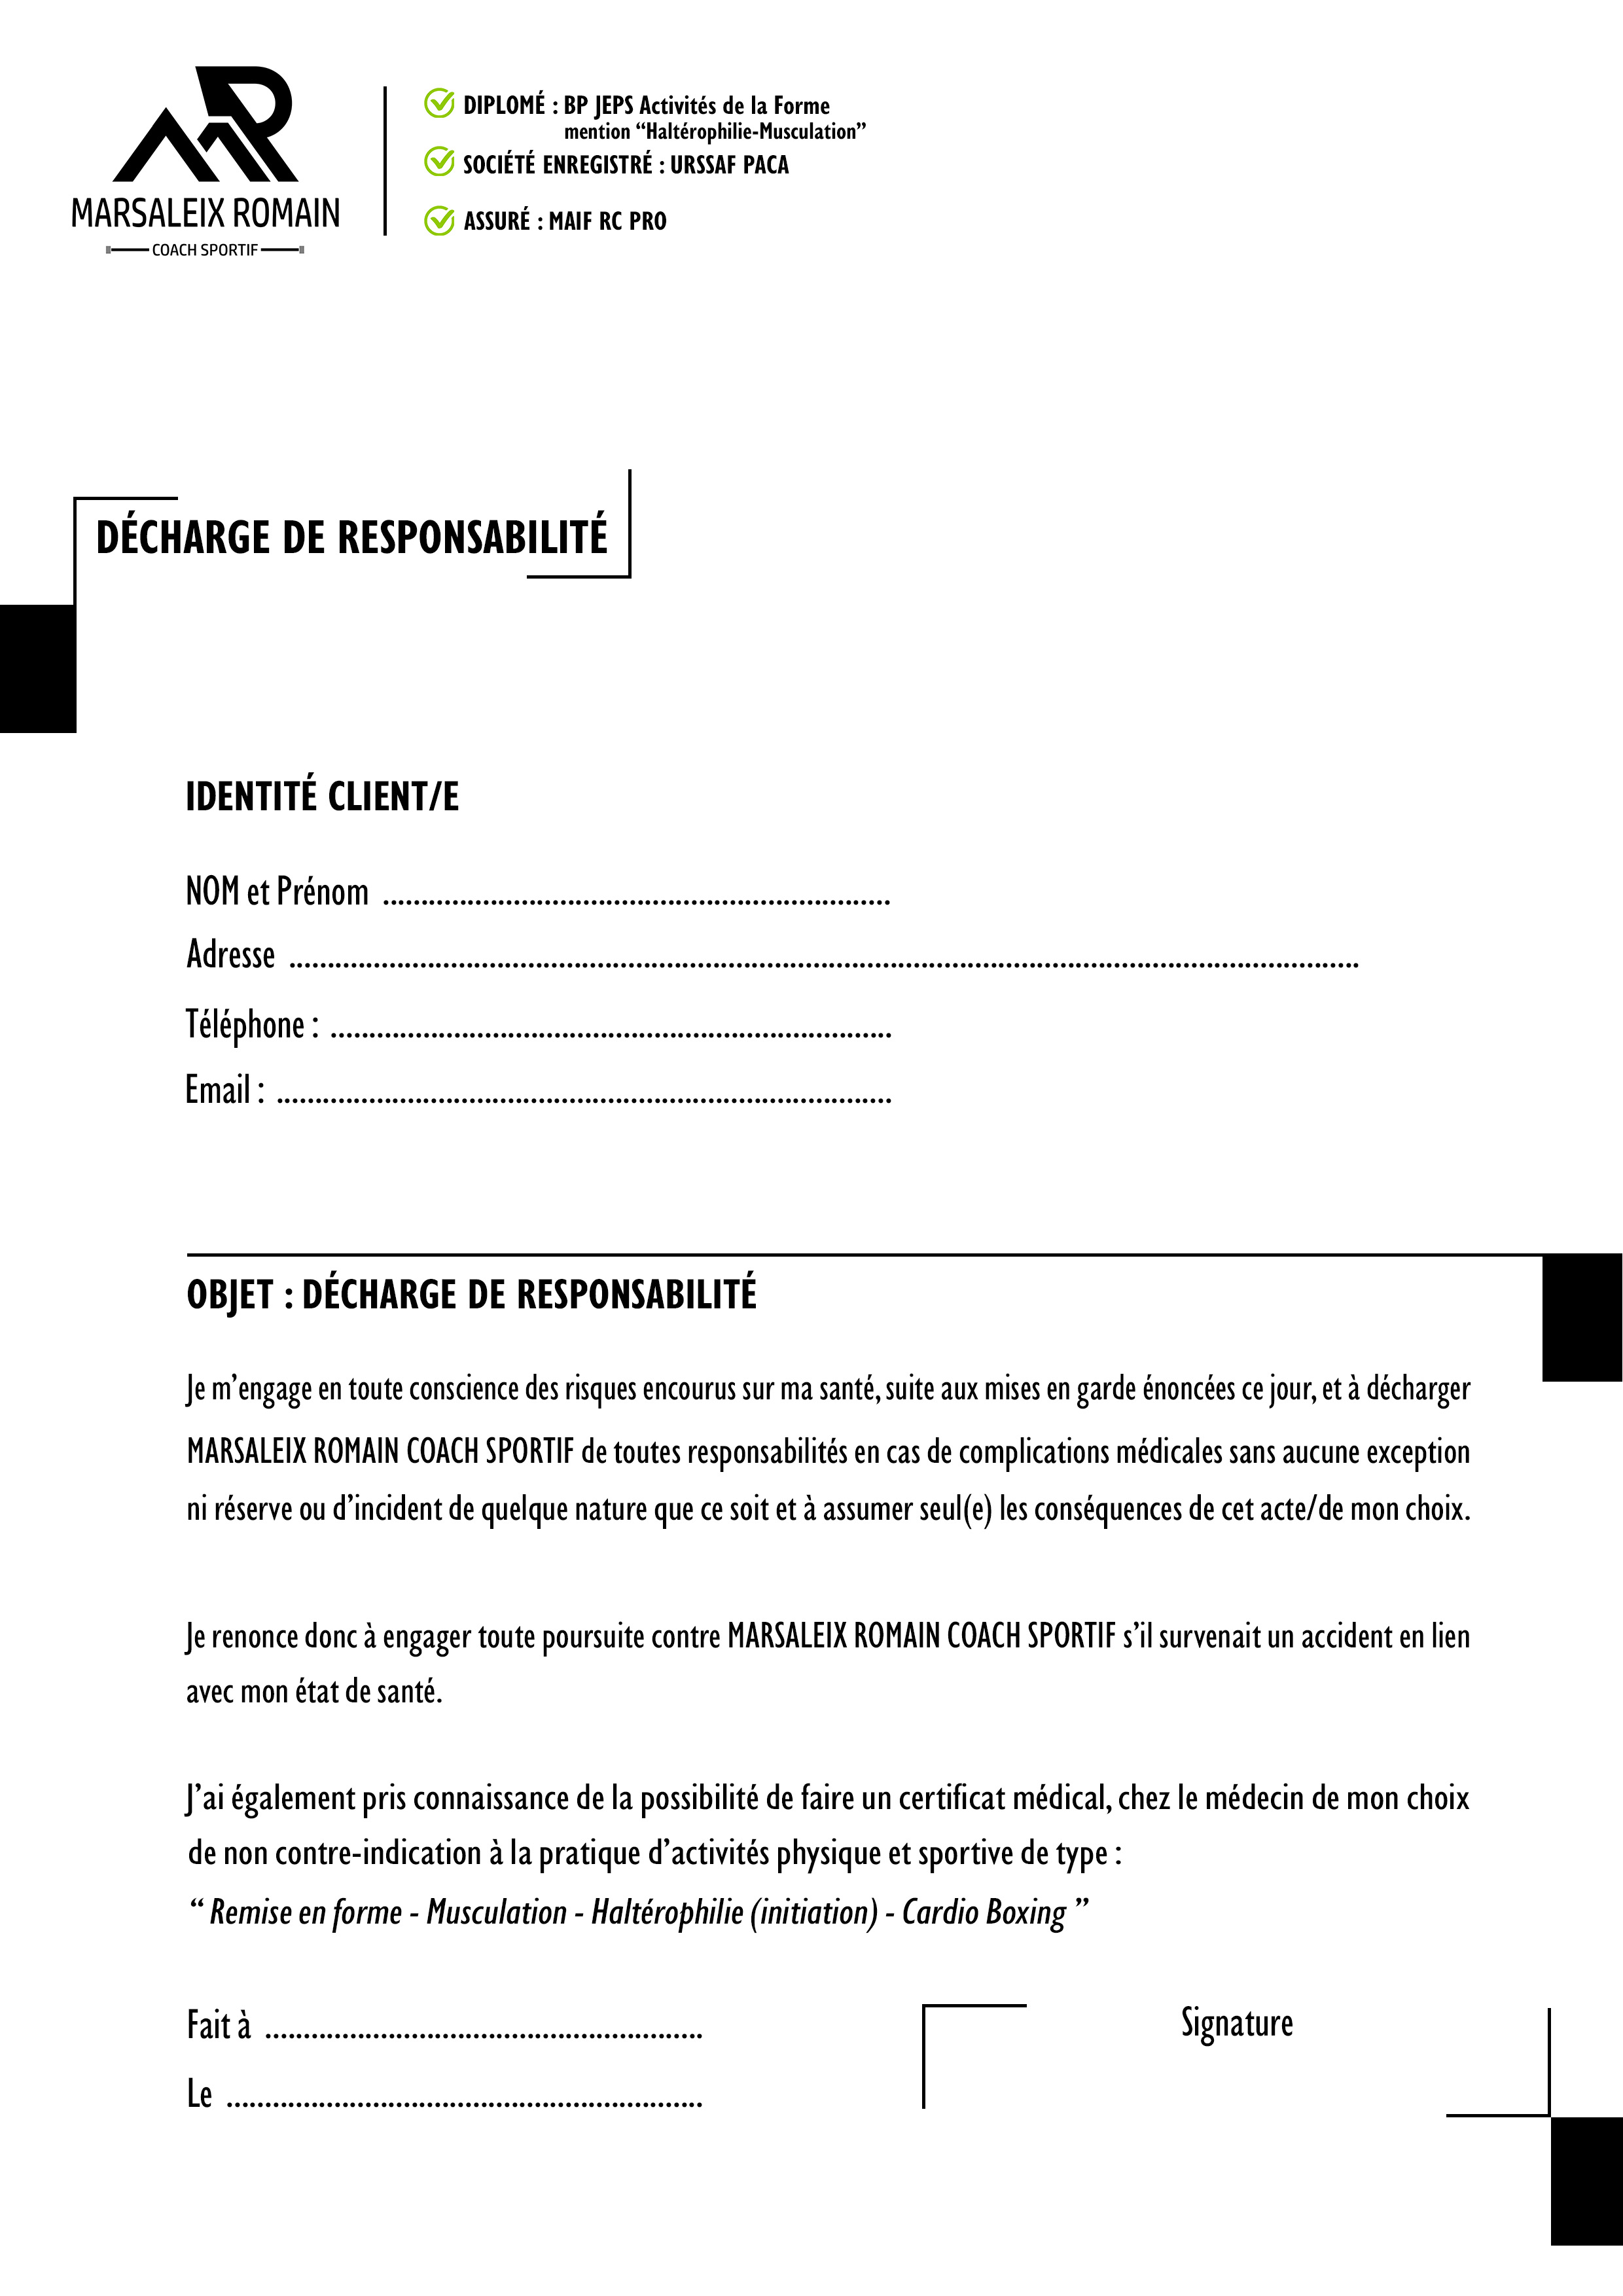 MARSALEIX ROMAIN
COACH SPORTIF
DIPLOMÉ : BP JEPS Activités de la Forme
mention “Haltérophilie-Musculation”
SOCIÉTÉ ENREGISTRÉ : URSSAF PACA
ASSURÉ : MAIF RC PRO
DÉCHARGE DE RESPONSABILITÉ
IDENTITÉ CLIENT/E
NOM et Prénom ..................................................................
Adresse ...........................................................................................................................................
Téléphone : .........................................................................
Email : ................................................................................
OBJET : DÉCHARGE DE RESPONSABILITÉ
Je m’engage en toute conscience des risques encourus sur ma santé, suite aux mises en garde énoncées ce jour, et à décharger
MARSALEIX ROMAIN COACH SPORTIF de toutes responsabilités en cas de complications médicales sans aucune exception
ni réserve ou d’incident de quelque nature que ce soit et à assumer seul(e) les conséquences de cet acte/de mon choix.
Je renonce donc à engager toute poursuite contre MARSALEIX ROMAIN COACH SPORTIF s’il survenait un accident en lien
avec mon état de santé.
J’ai également pris connaissance de la possibilité de faire un certificat médical, chez le médecin de mon choix
de non contre-indication à la pratique d’activités physique et sportive de type :
“ Remise en forme - Musculation - Haltérophilie (initiation) - Cardio Boxing ”
Fait à .........................................................
Signature
Le ..............................................................